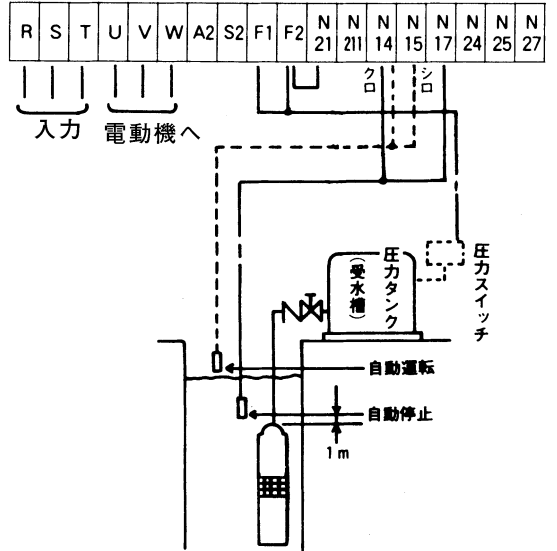 R S T U V W A2 S2 F1 F2 N21 N211 N14 N15 N17 N24 N25 N27
クロ
シロ
入力
電動機へ
圧力タンク
(受水槽)
圧力スイッチ
自動運転
自動停止
1m